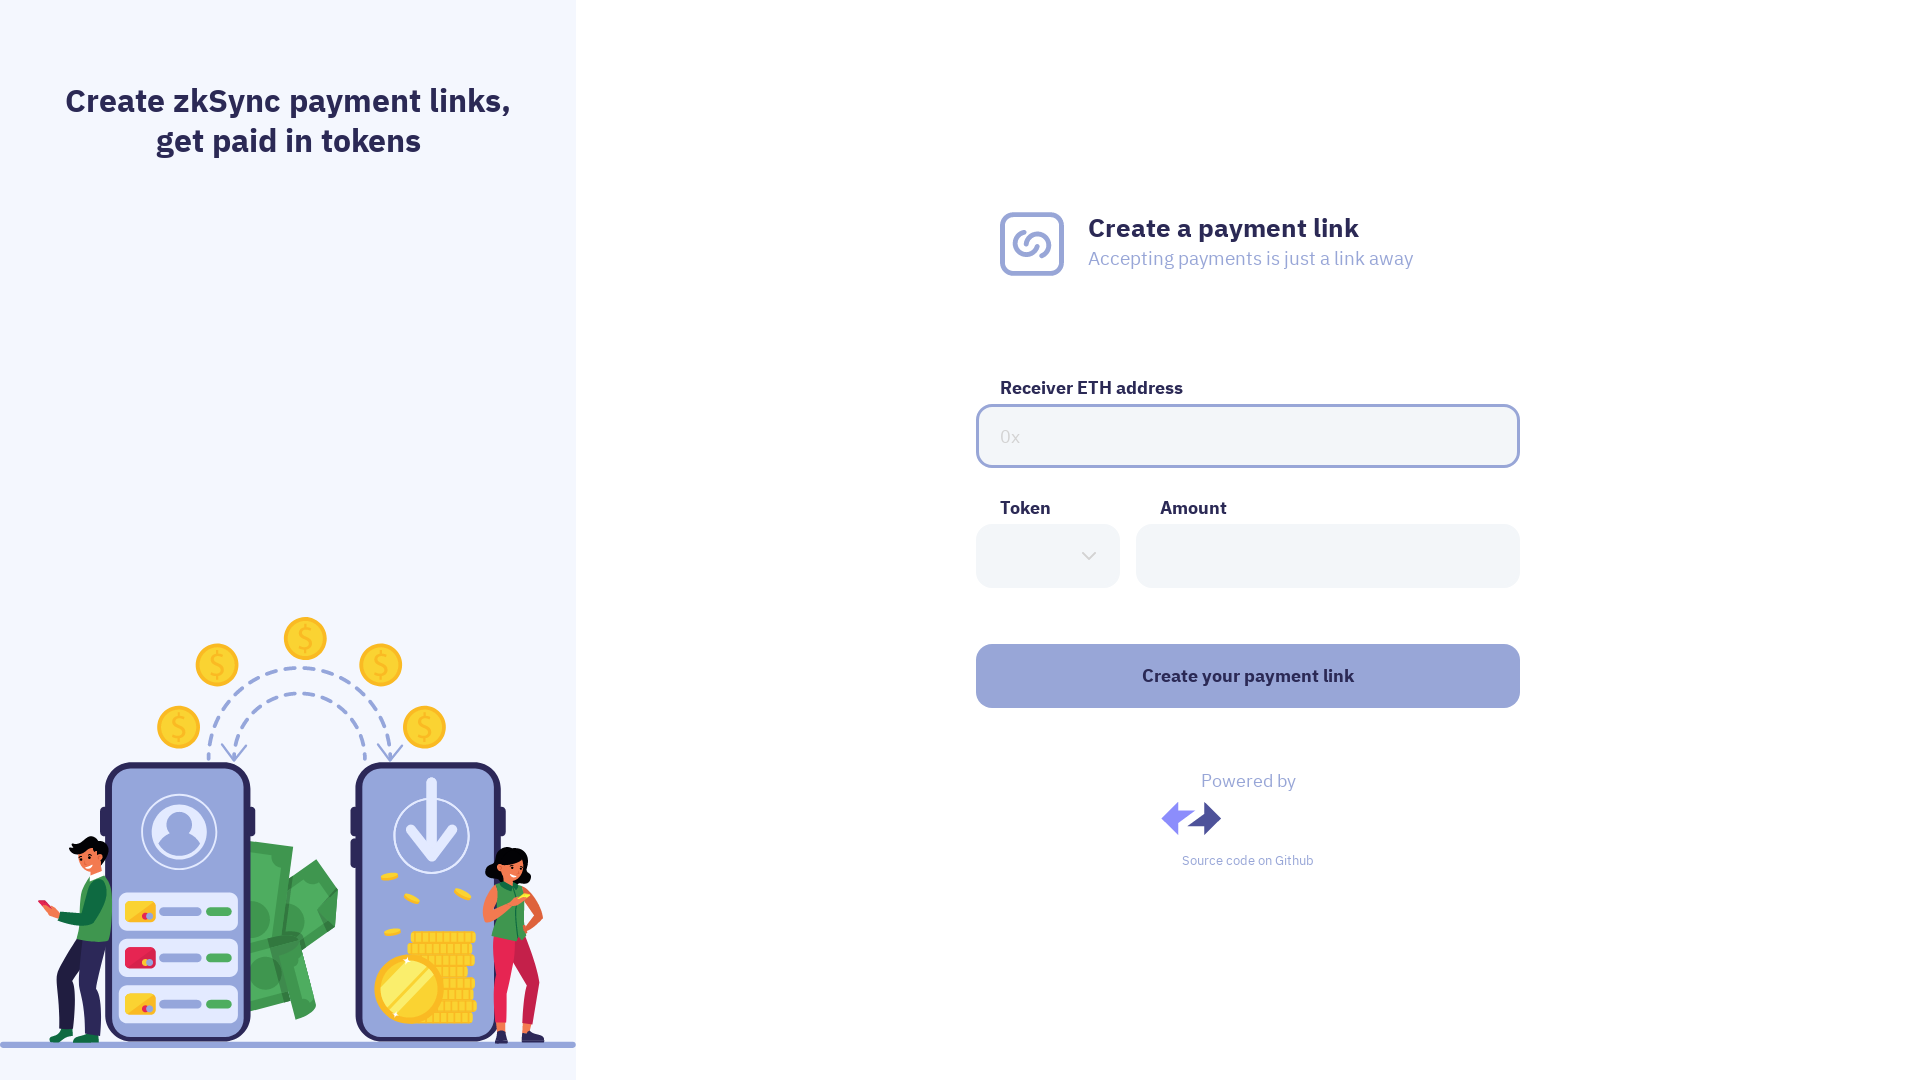 Create zkSync payment links,
get paid in tokens
Create a payment link
Accepting payments is just a link away
Receiver ETH address
0x
Token
Amount
Create your payment link
Powered by
Source code on Github